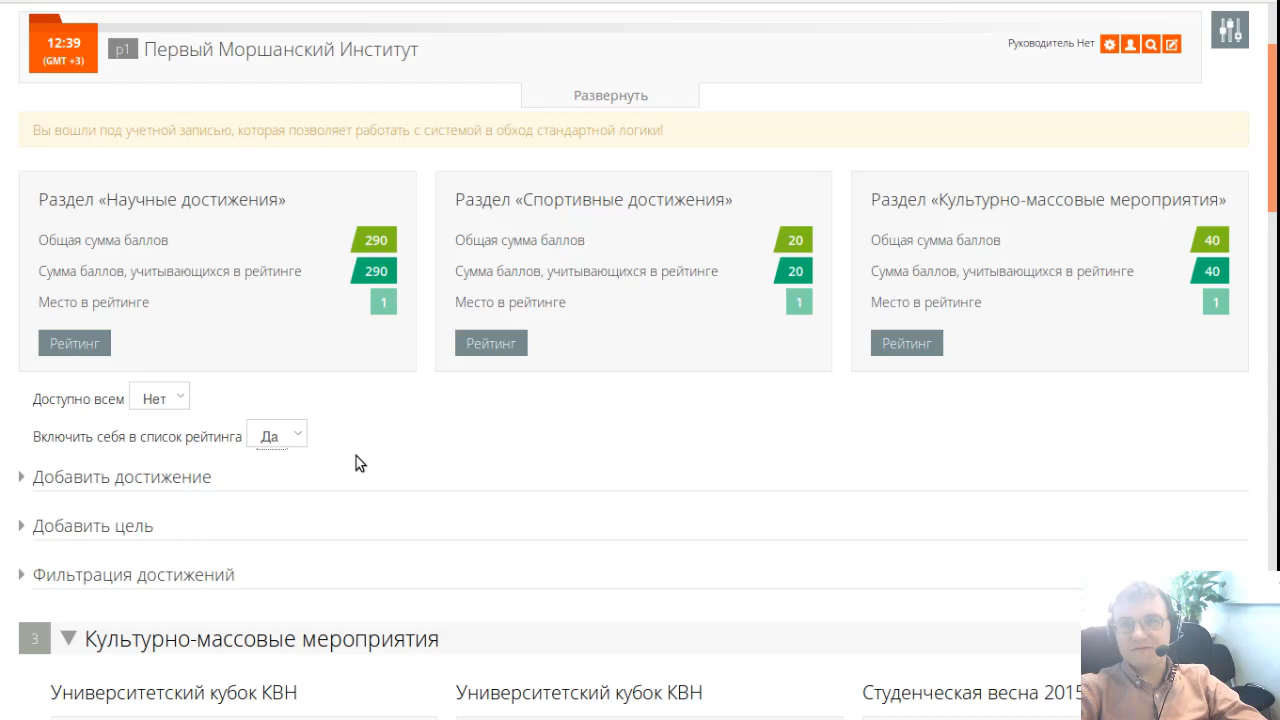 12:39
(GMT +3)
p1 Первый Моршанский Институт
Руководитель Нет
Развернуть
Вы вошли под учетной записью, которая позволяет работать с системой в обход стандартной логики!
Раздел «Научные достижения»
Общая сумма баллов 290
Сумма баллов, учитывающихся в рейтинге 290
Место в рейтинге 1
Рейтинг
Раздел «Спортивные достижения»
Общая сумма баллов 20
Сумма баллов, учитывающихся в рейтинге 20
Место в рейтинге 1
Рейтинг
Раздел «Культурно-массовые мероприятия»
Общая сумма баллов 40
Сумма баллов, учитывающихся в рейтинге 40
Место в рейтинге 1
Рейтинг
Доступно всем Нет
Включить себя в список рейтинга Да
Добавить достижение
Добавить цель
Фильтрация достижений
3 Культурно-массовые мероприятия
Университетский кубок КВН
Университетский кубок КВН
Студенческая весна 2015